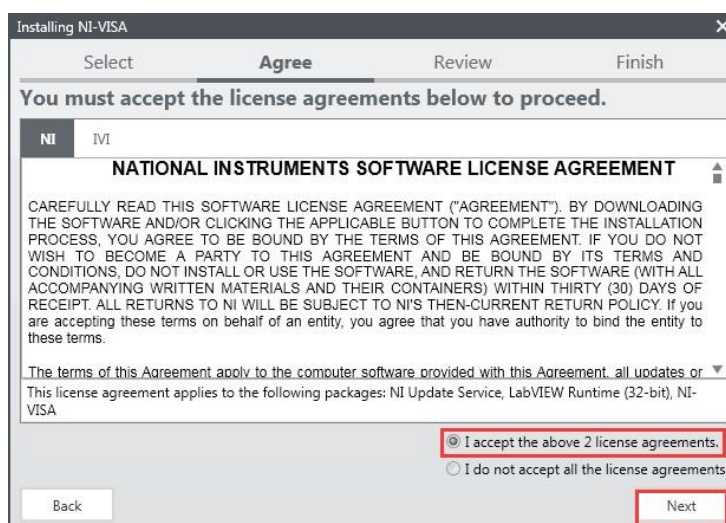 Installing NI-VISA
Select Agree Review Finish
You must accept the license agreements below to proceed.
NI IVI
NATIONAL INSTRUMENTS SOFTWARE LICENSE AGREEMENT
CAREFULLY READ THIS SOFTWARE LICENSE AGREEMENT ("AGREEMENT"). BY DOWNLOADING
THE SOFTWARE AND/OR CLICKING THE APPLICABLE BUTTON TO COMPLETE THE INSTALLATION
PROCESS, YOU AGREE TO BE BOUND BY THE TERMS OF THIS AGREEMENT. IF YOU DO NOT
WISH TO BECOME A PARTY TO THIS AGREEMENT AND BE BOUND BY ITS TERMS AND
CONDITIONS, DO NOT INSTALL OR USE THE SOFTWARE, AND RETURN THE SOFTWARE (WITH ALL
ACCOMPANYING WRITTEN MATERIALS AND THEIR CONTAINERS) WITHIN THIRTY (30) DAYS OF
RECEIPT. ALL RETURNS TO NI WILL BE SUBJECT TO NI'S THEN-CURRENT RETURN POLICY. If you
are accepting these terms on behalf of an entity, you agree that you have authority to bind the entity to
these terms.
The terms of this Agreement apply to the computer software provided with this Agreement, all updates or
This license agreement applies to the following packages: NI Update Service, LabVIEW Runtime (32-bit), NI-
VISA
I accept the above 2 license agreements.
I do not accept all the license agreements
Back Next